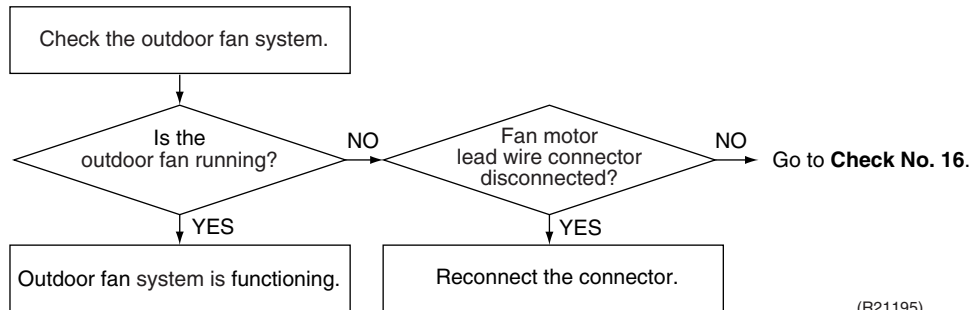 Check the outdoor fan system.
Is the
outdoor fan running?
NO
Fan motor
lead wire connector
disconnected?
NO
Go to Check No. 16.
YES
YES
Outdoor fan system is functioning.
Reconnect the connector.
(R21195)